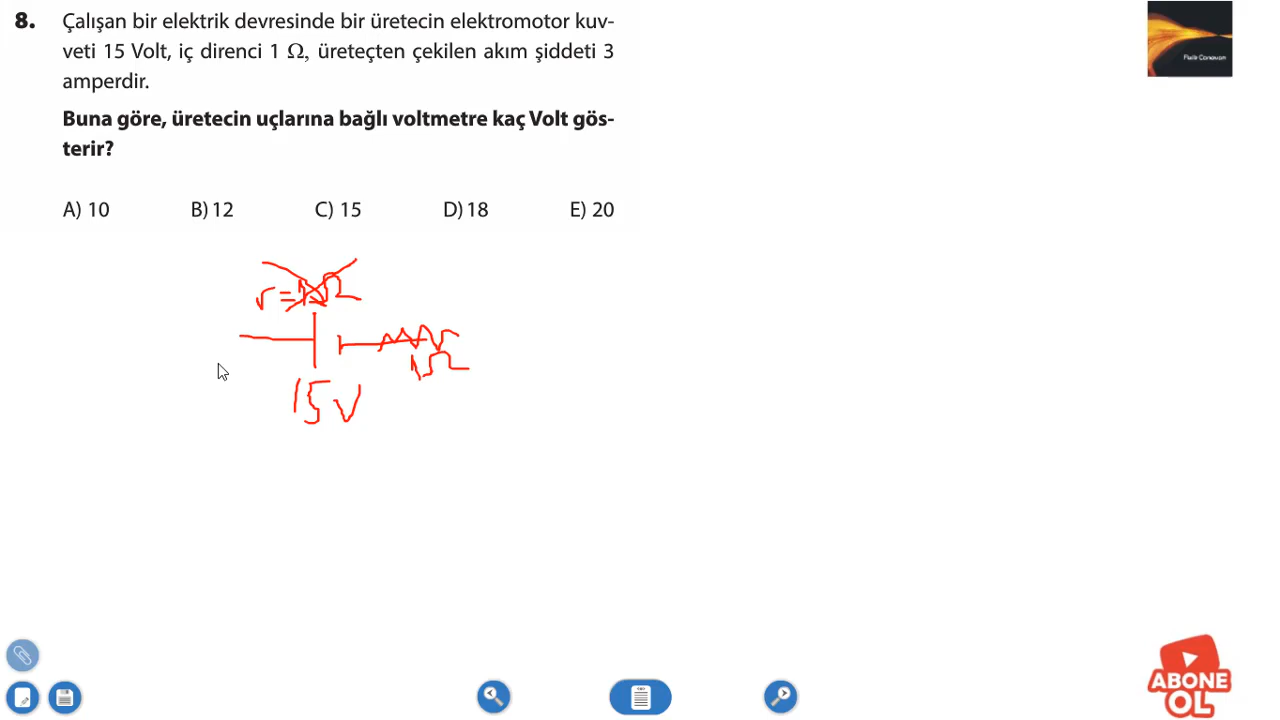 8. Çalışan bir elektrik devresinde bir üretecin elektromotor kuv-
veti 15 Volt, iç direnci 1 Ω, üreteçten çekilen akım şiddeti 3
amperdir.
Buna göre, üretecin uçlarına bağlı voltmetre kaç Volt gös-
terir?
A) 10 B) 12 C) 15 D) 18 E) 20
r = 1Ω
1Ω
15 V
ABONE
OL